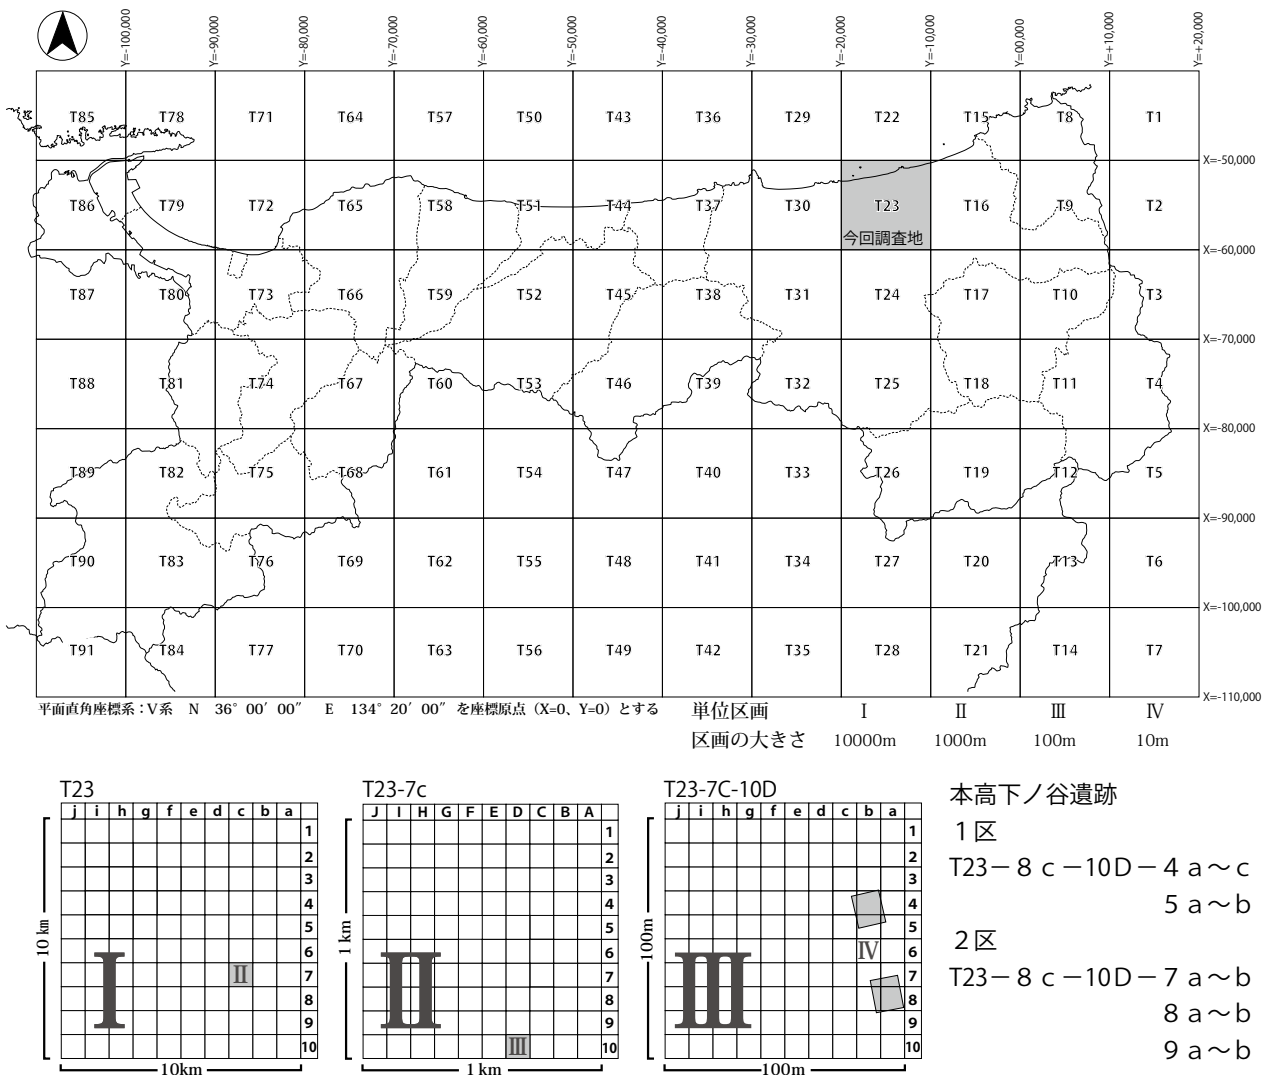 Y=-100,000 Y=-90,000 Y=-80,000 Y=-70,000 Y=-60,000 Y=-50,000 Y=-40,000 Y=-30,000 Y=-20,000 Y=-10,000 Y=00,000 Y=+10,000 Y=+20,000
T85 T78 T71 T64 T57 T50 T43 T36 T29 T22 T15 T8 T1
X=-50,000
T86 T79 T72 T65 T58 T51 T44 T37 T30 T23 T16 T9 T2
今回調査地
X=-60,000
T87 T80 T73 T66 T59 T52 T45 T38 T31 T24 T17 T10 T3
X=-70,000
T88 T81 T74 T67 T60 T53 T46 T39 T32 T25 T18 T11 T4
X=-80,000
T89 T82 T75 T68 T61 T54 T47 T40 T33 T26 T19 T12 T5
X=-90,000
T90 T83 T76 T69 T62 T55 T48 T41 T34 T27 T20 T13 T6
X=-100,000
T91 T84 T77 T70 T63 T56 T49 T42 T35 T28 T21 T14 T7
X=-110,000
平面直角座標系：Ⅴ系 N 36°00′00″ E 134°20′00″ を座標原点（X=0、Y=0）とする
単位区画 Ⅰ Ⅱ Ⅲ Ⅳ
区画の大きさ 10000m 1000m 100m 10m
T23
j i h g f e d c b a
1
2
3
4
5
6
7
8
9
10
Ⅰ
Ⅱ
10㎞
10km
T23-7c
J I H G F E D C B A
1
2
3
4
5
6
7
8
9
10
Ⅱ
Ⅲ
1㎞
1km
T23-7C-10D
j i h g f e d c b a
1
2
3
4
5
6
7
8
9
10
Ⅲ
Ⅳ
100m
100m
本高下ノ谷遺跡
１区
T23－８ｃ－10D－４ａ～ｃ
５ａ～ｂ
２区
T23－８ｃ－10D－７ａ～ｂ
８ａ～ｂ
９ａ～ｂ